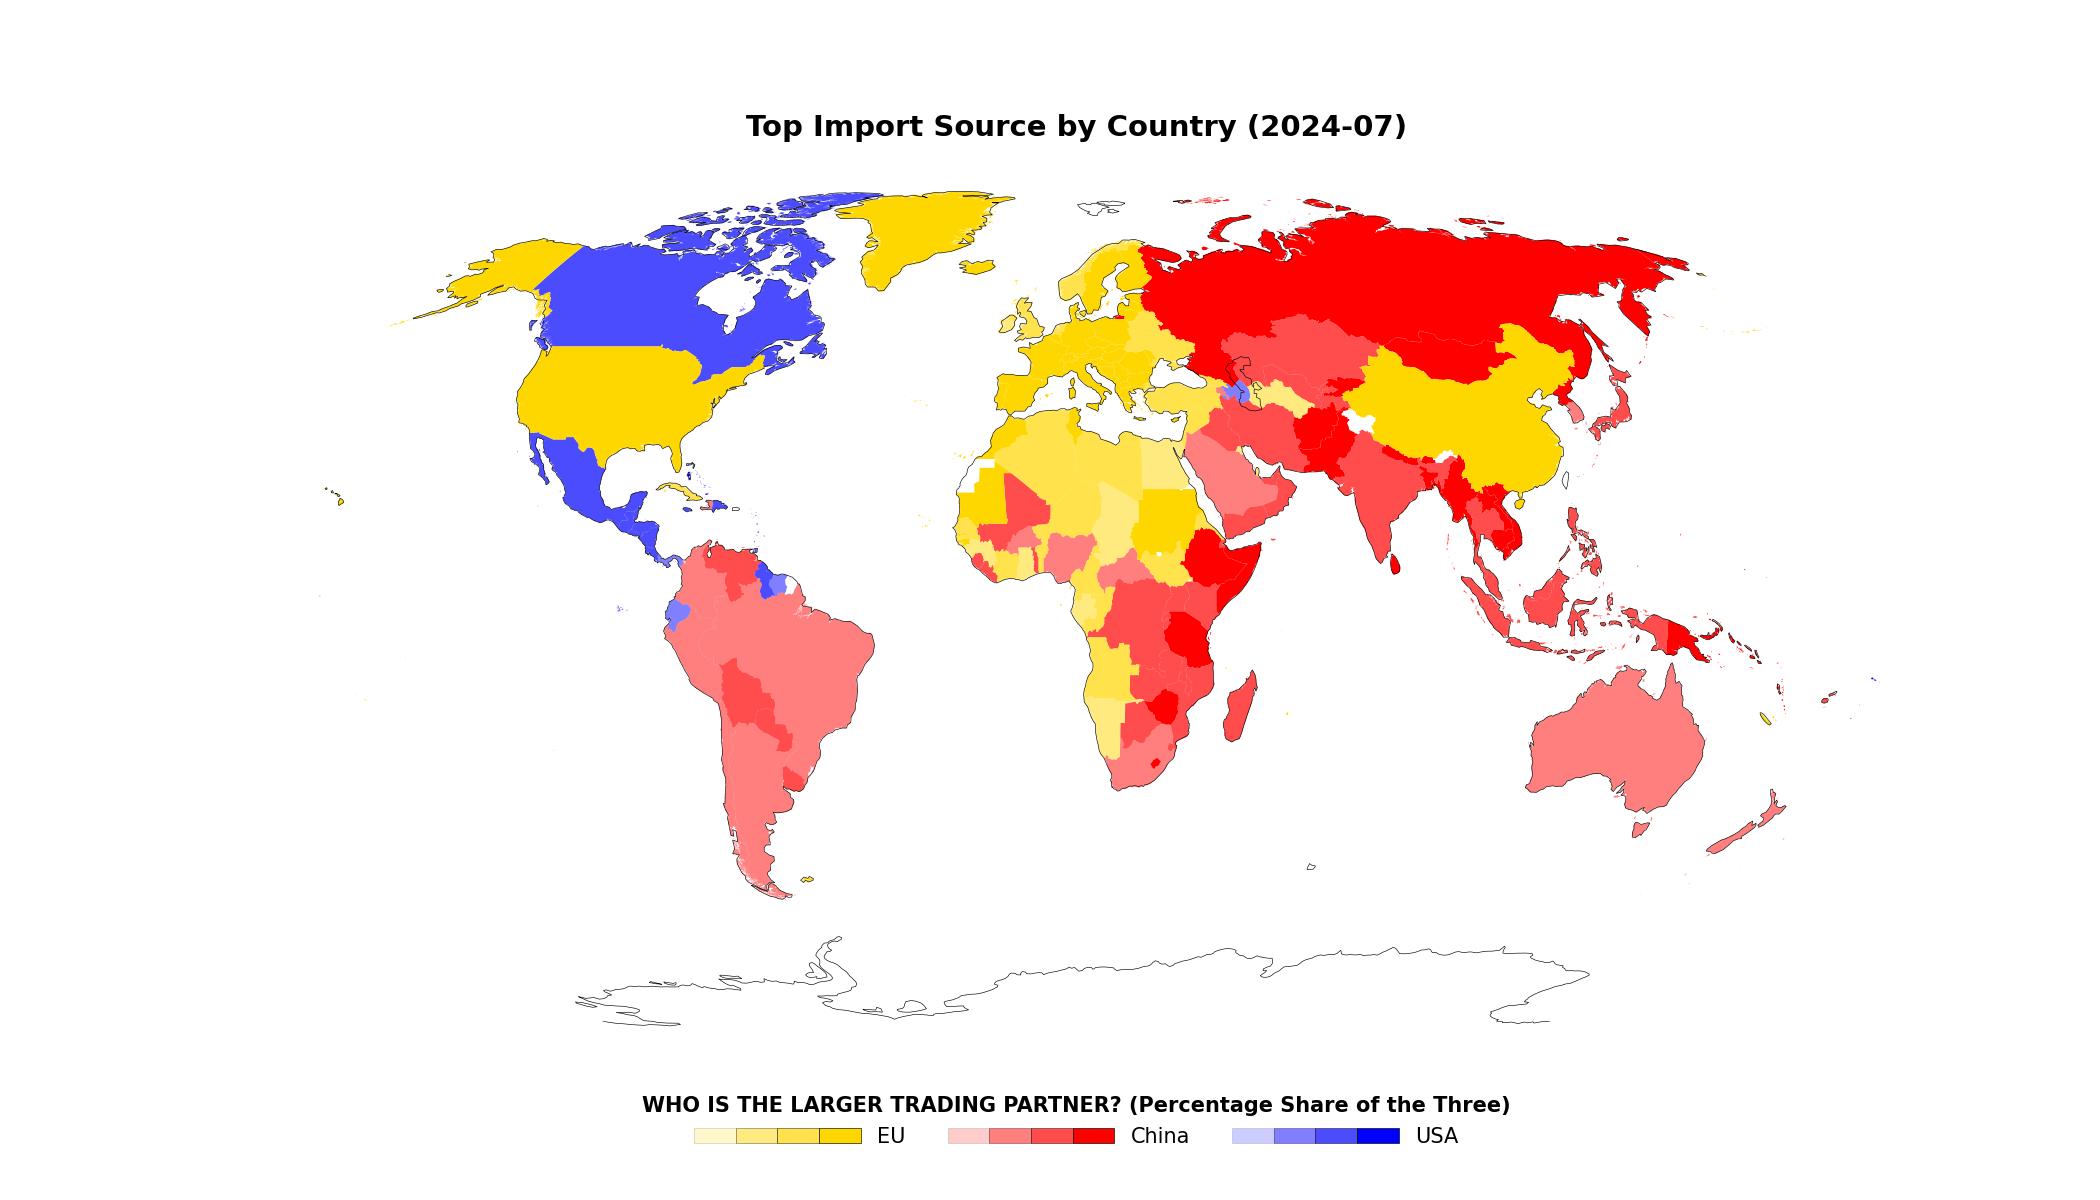 Top Import Source by Country (2024-07)
WHO IS THE LARGER TRADING PARTNER? (Percentage Share of the Three)
EU China USA